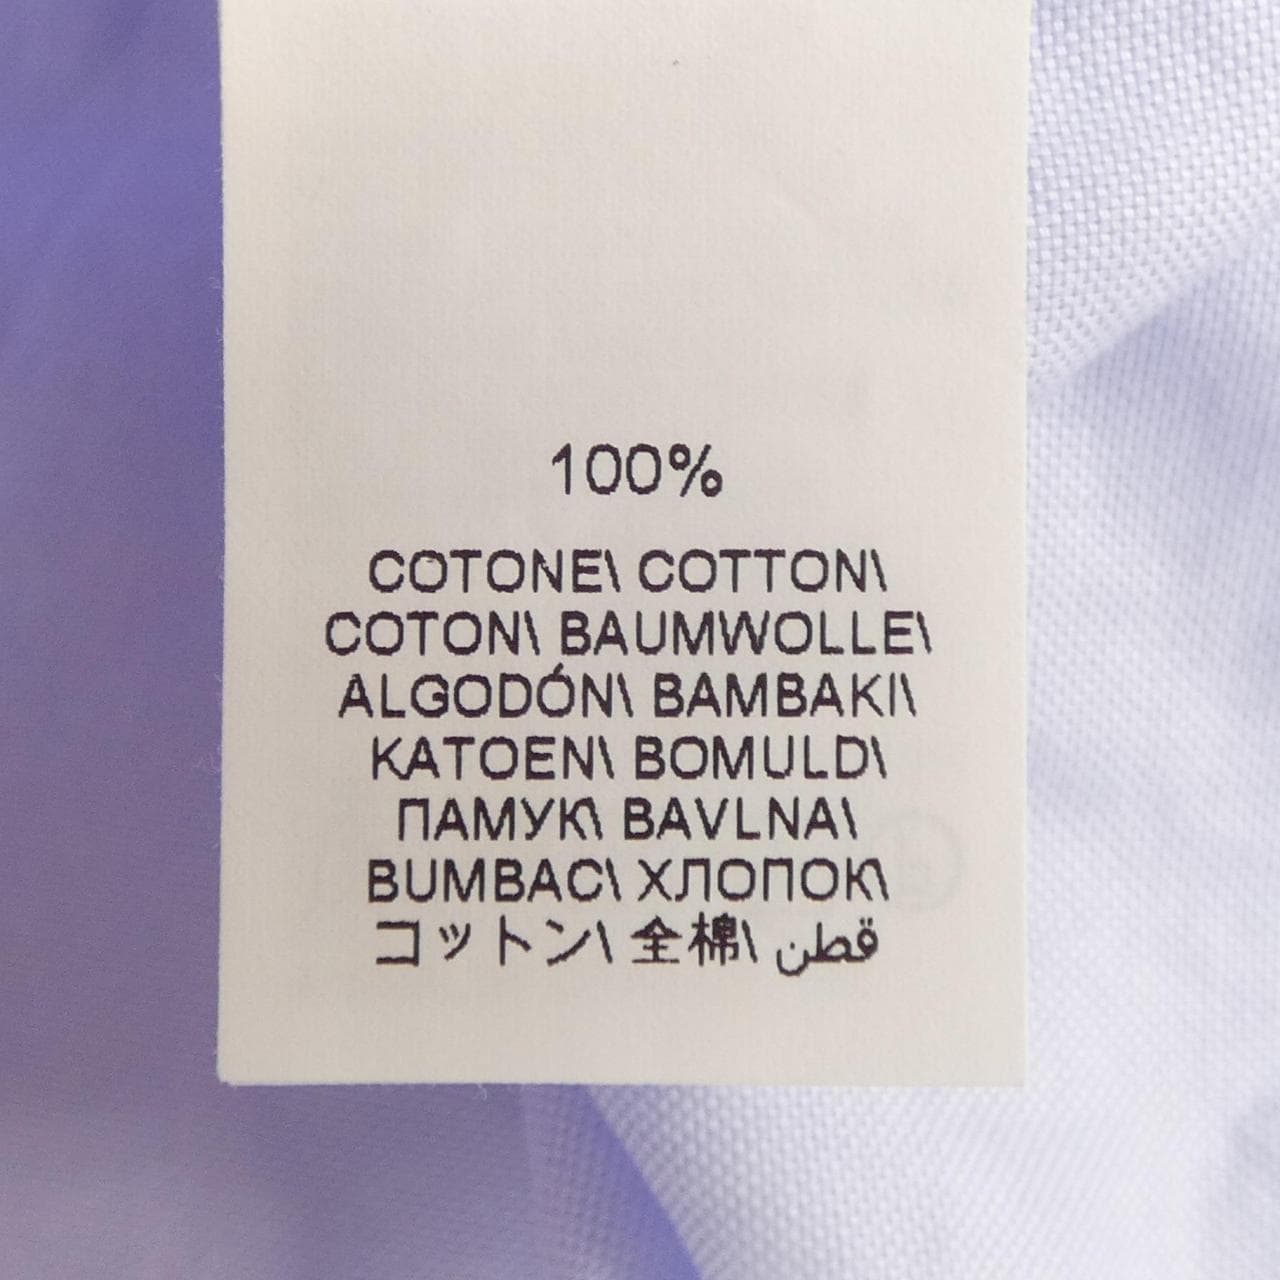 100%
COTONE\ COTTON\
COTON\ BAUMWOLLE\
ALGODÓN\ BAMBAKI\
KATOEN\ BOMULD\
ПАМУК\ BAVLNA\
BUMBAC\ ХЛОПОК\
コットン\ 全棉\ قطن